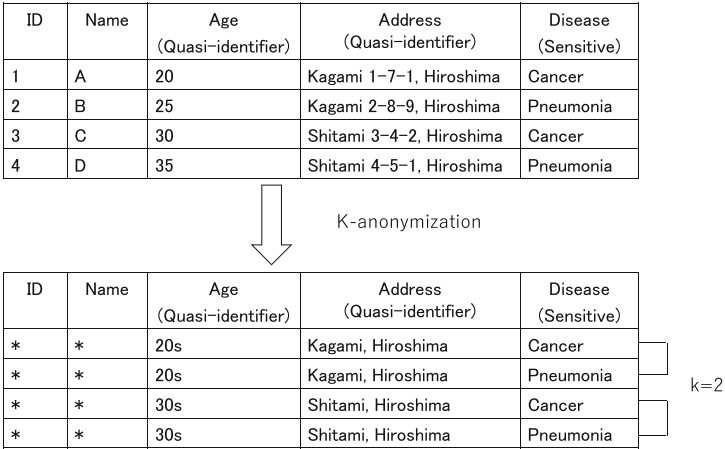 ID Name Age Address Disease
(Quasi-identifier) (Quasi-identifier) (Sensitive)
1 A 20 Kagami 1-7-1, Hiroshima Cancer
2 B 25 Kagami 2-8-9, Hiroshima Pneumonia
3 C 30 Shitami 3-4-2, Hiroshima Cancer
4 D 35 Shitami 4-5-1, Hiroshima Pneumonia
K-anonymization
ID Name Age Address Disease
(Quasi-identifier) (Quasi-identifier) (Sensitive)
* * 20s Kagami, Hiroshima Cancer
* * 20s Kagami, Hiroshima Pneumonia
k=2
* * 30s Shitami, Hiroshima Cancer
* * 30s Shitami, Hiroshima Pneumonia